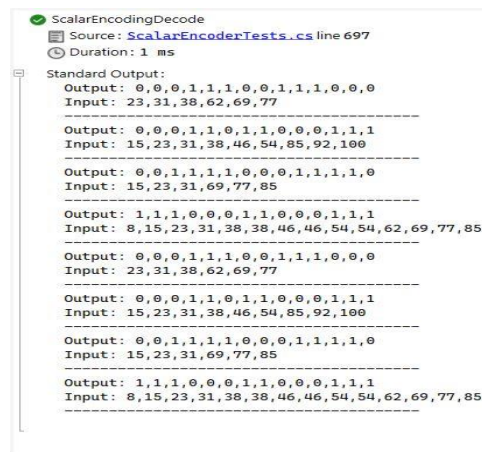 ScalarEncodingDecode
Source: ScalarEncoderTests.cs line 697
Duration: 1 ms
Standard Output:
Output: 0,0,0,1,1,1,0,0,1,1,1,0,0,0
Input: 23,31,38,62,69,77
----------------------------------------
Output: 0,0,0,1,1,0,1,1,0,0,0,1,1,1
Input: 15,23,31,38,46,54,85,92,100
----------------------------------------
Output: 0,0,1,1,1,1,0,0,0,1,1,1,1,0
Input: 15,23,31,69,77,85
----------------------------------------
Output: 1,1,1,0,0,0,1,1,0,0,0,1,1,1
Input: 8,15,23,31,38,38,46,46,54,54,62,69,77,85
----------------------------------------
Output: 0,0,0,1,1,1,0,0,1,1,1,0,0,0
Input: 23,31,38,62,69,77
----------------------------------------
Output: 0,0,0,1,1,0,1,1,0,0,0,1,1,1
Input: 15,23,31,38,46,54,85,92,100
----------------------------------------
Output: 0,0,1,1,1,1,0,0,0,1,1,1,1,0
Input: 15,23,31,69,77,85
----------------------------------------
Output: 1,1,1,0,0,0,1,1,0,0,0,1,1,1
Input: 8,15,23,31,38,38,46,46,54,54,62,69,77,85
----------------------------------------